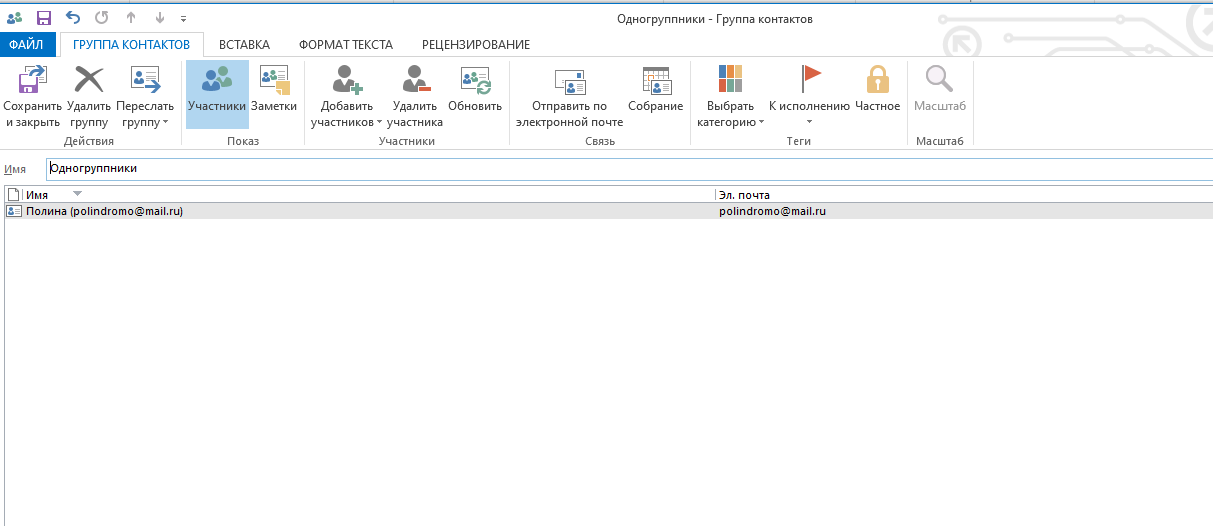 Одногруппники - Группа контактов
ФАЙЛ ГРУППА КОНТАКТОВ ВСТАВКА ФОРМАТ ТЕКСТА РЕЦЕНЗИРОВАНИЕ
Сохранить и закрыть
Удалить группу
Переслать группу
Действия
Участники
Заметки
Показ
Добавить участников
Удалить участника
Обновить
Участники
Отправить по электронной почте
Собрание
Связь
Выбрать категорию
К исполнению
Частное
Теги
Масштаб
Масштаб
Имя Одногруппники
Имя Эл. почта
Полина (polindromo@mail.ru) polindromo@mail.ru